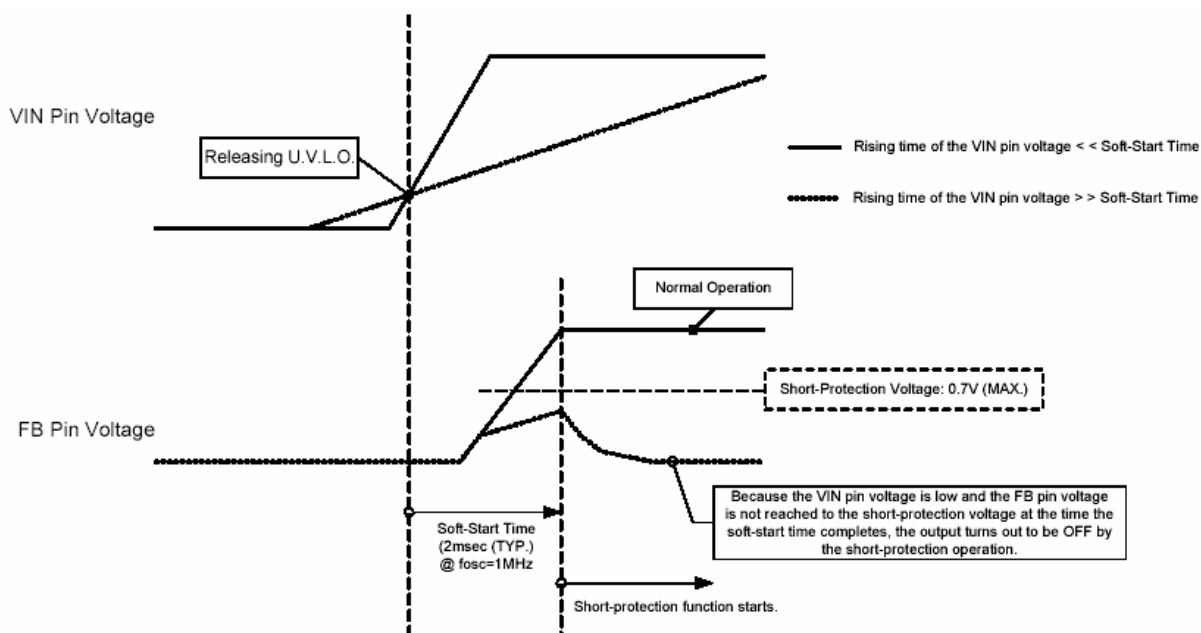 VIN Pin Voltage
Releasing U.V.L.O.
Rising time of the VIN pin voltage < < Soft-Start Time
Rising time of the VIN pin voltage > > Soft-Start Time
Normal Operation
Short-Protection Voltage: 0.7V (MAX.)
FB Pin Voltage
Because the VIN pin voltage is low and the FB pin voltage
is not reached to the short-protection voltage at the time the
soft-start time completes, the output turns out to be OFF by
the short-protection operation.
Soft-Start Time
(2msec (TYP.)
@ fosc=1MHz
Short-protection function starts.